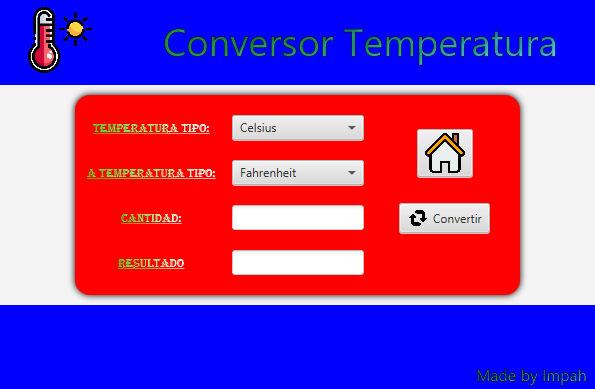 Conversor Temperatura
TEMPERATURA TIPO:
Celsius
A TEMPERATURA TIPO:
Fahrenheit
CANTIDAD:
Convertir
RESULTADO
Made by Impah